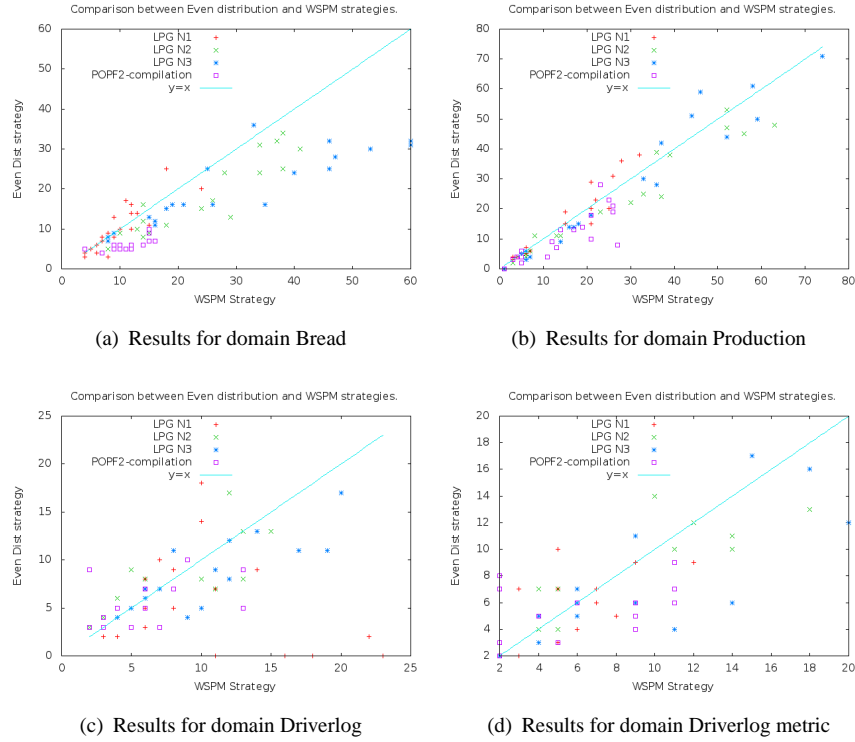 Comparison between Even distribution and WSPM strategies.
60
50
40
30
20
10
0
0 10 20 30 40 50 60
Even Dist strategy
WSPM Strategy
LPG N1
LPG N2
LPG N3
POPF2-compilation
y=x
(a) Results for domain Bread
Comparison between Even distribution and WSPM strategies.
80
70
60
50
40
30
20
10
0
0 10 20 30 40 50 60 70 80
Even Dist strategy
WSPM Strategy
LPG N1
LPG N2
LPG N3
POPF2-compilation
y=x
(b) Results for domain Production
Comparison between Even distribution and WSPM strategies.
25
20
15
10
5
0
0 5 10 15 20 25
Even Dist strategy
WSPM Strategy
LPG N1
LPG N2
LPG N3
POPF2-compilation
y=x
(c) Results for domain Driverlog
Comparison between Even distribution and WSPM strategies.
20
18
16
14
12
10
8
6
4
2
2 4 6 8 10 12 14 16 18 20
Even Dist strategy
WSPM Strategy
LPG N1
LPG N2
LPG N3
POPF2-compilation
y=x
(d) Results for domain Driverlog metric